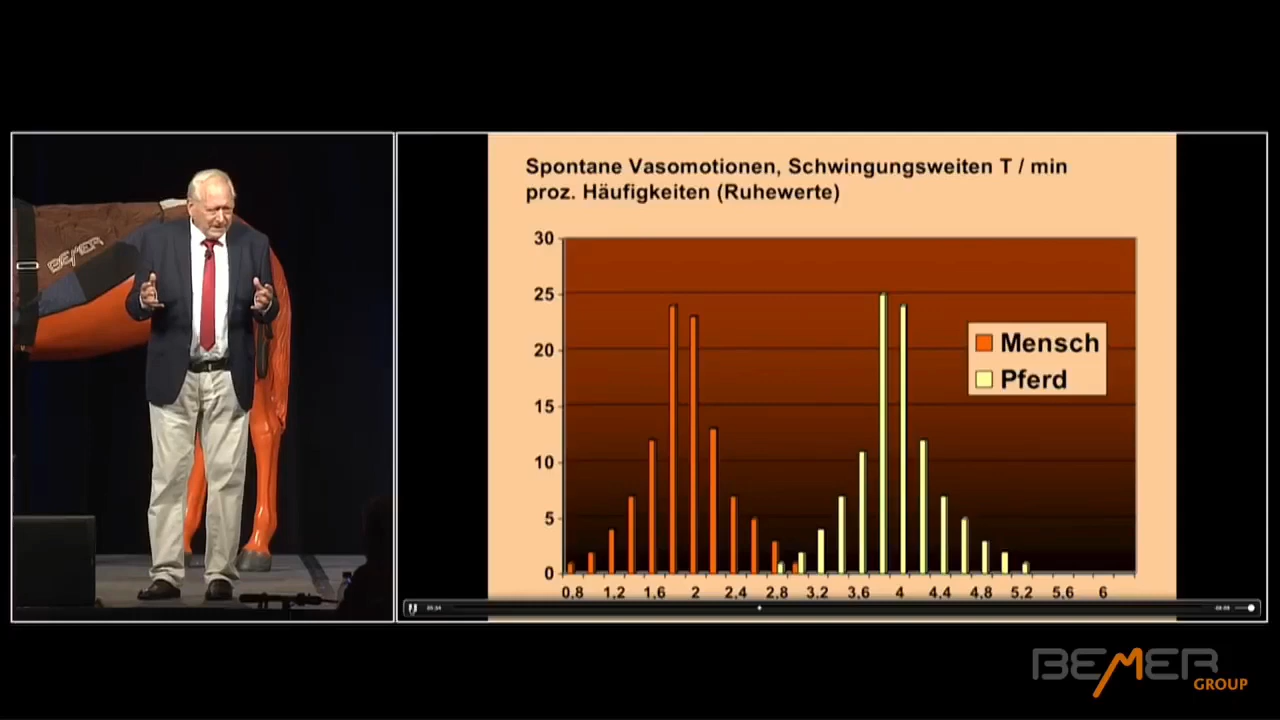 BEMER
Spontane Vasomotionen, Schwingungsweiten T / min
proz. Häufigkeiten (Ruhewerte)
30
25
20
15
10
5
0
Mensch
Pferd
0,8 1,2 1,6 2 2,4 2,8 3,2 3,6 4 4,4 4,8 5,2 5,6 6
BEMER
GROUP